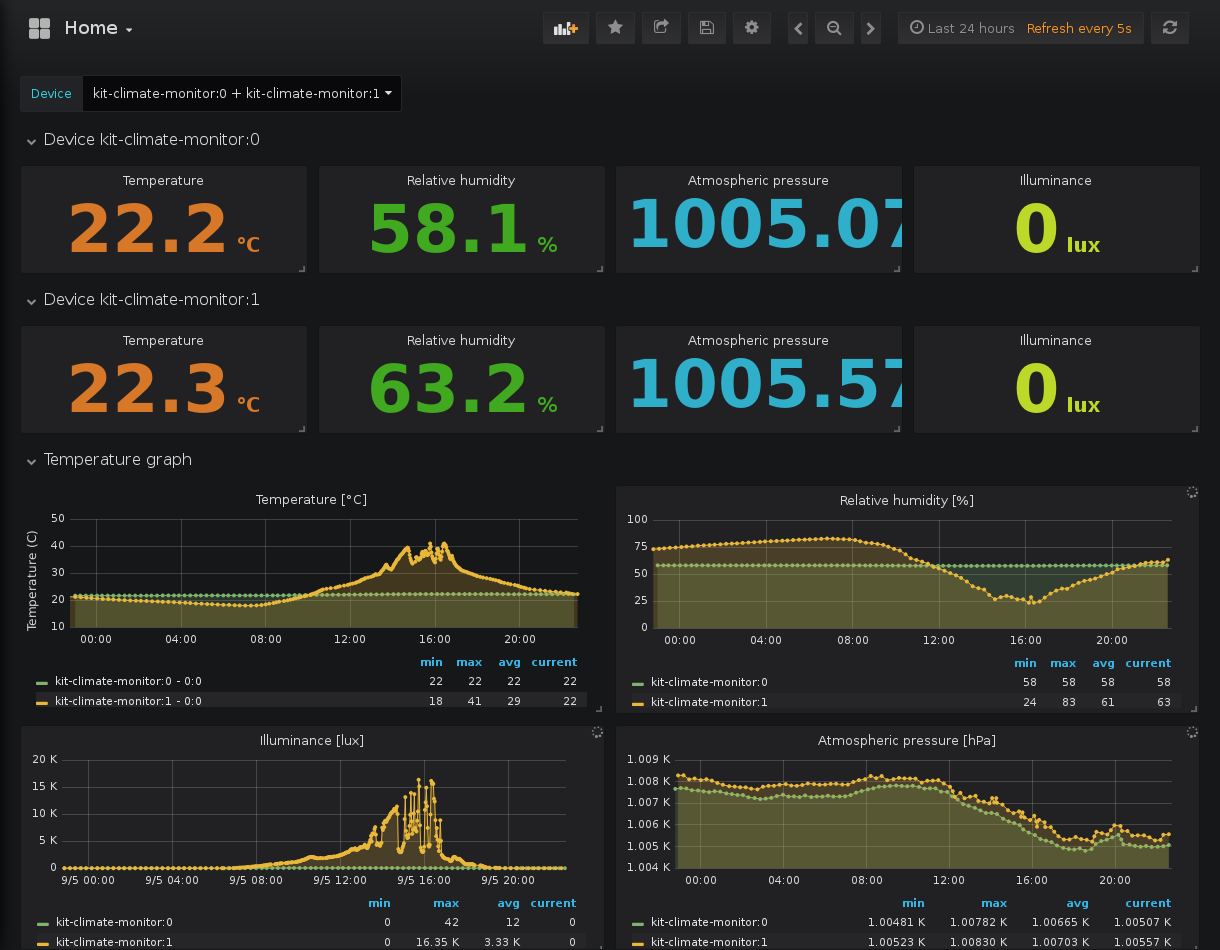 Home
Last 24 hours Refresh every 5s
Device kit-climate-monitor:0 + kit-climate-monitor:1
Device kit-climate-monitor:0
Temperature Relative humidity Atmospheric pressure Illuminance
22.2 °C 58.1 % 1005.07 0 lux
Device kit-climate-monitor:1
Temperature Relative humidity Atmospheric pressure Illuminance
22.3 °C 63.2 % 1005.57 0 lux
Temperature graph
Temperature [°C]
Temperature (C)
50
40
30
20
10
00:00 04:00 08:00 12:00 16:00 20:00
min max avg current
kit-climate-monitor:0 - 0:0 22 22 22 22
kit-climate-monitor:1 - 0:0 18 41 29 22
Relative humidity [%]
100
75
50
25
0
00:00 04:00 08:00 12:00 16:00 20:00
min max avg current
kit-climate-monitor:0 58 58 58 58
kit-climate-monitor:1 24 83 61 63
Illuminance [lux]
20 K
15 K
10 K
5 K
0
9/5 00:00 9/5 04:00 9/5 08:00 9/5 12:00 9/5 16:00 9/5 20:00
min max avg current
kit-climate-monitor:0 0 42 12 0
kit-climate-monitor:1 0 16.35 K 3.33 K 0
Atmospheric pressure [hPa]
1.009 K
1.008 K
1.007 K
1.006 K
1.005 K
1.004 K
00:00 04:00 08:00 12:00 16:00 20:00
min max avg current
kit-climate-monitor:0 1.00481 K 1.00782 K 1.00665 K 1.00507 K
kit-climate-monitor:1 1.00523 K 1.00830 K 1.00703 K 1.00557 K